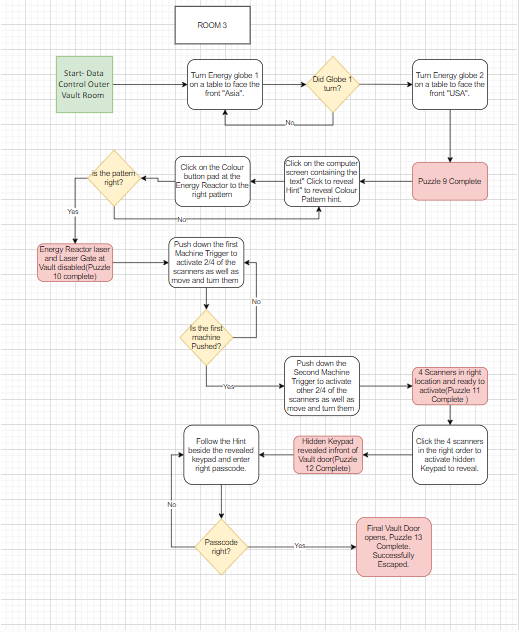 ROOM 3
Start- Data
Control Outer
Vault Room
Turn Energy globe 1
on a table to face the
front "Asia".
Did Globe 1
turn?
Turn Energy globe 2
on a table to face the
front "USA".
No
Puzzle 9 Complete
Click on the computer
screen containing the
text" Click to reveal
Hint" to reveal Colour
Pattern hint.
Click on the Colour
button pad at the
Energy Reactor to the
right pattern
is the pattern
right?
Yes
No
Energy Reactor laser
and Laser Gate at
Vault disabled(Puzzle
10 complete)
Push down the first
Machine Trigger to
activate 2/4 of the
scanners as well as
move and turn them
No
Is the first
machine
Pushed?
Yes
Push down the
Second Machine
Trigger to activate
other 2/4 of the
scanners as well as
move and turn them
4 Scanners in right
location and ready to
activate(Puzzle 11
Complete )
Click the 4 scanners
in the right order to
activate hidden
Keypad to reveal.
Hidden Keypad
revealed infront of
Vault door(Puzzle
12 Complete)
Follow the Hint
beside the revealed
keypad and enter
right passcode.
No
Passcode
right?
Yes
Final Vault Door
opens, Puzzle 13
Complete.
Successfully
Escaped.